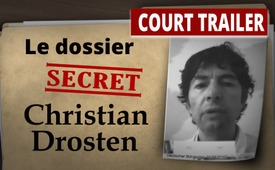 COURT TRAILER
Le dossier
SECRET
Christian
Drosten